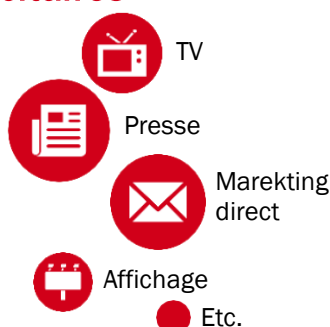 TV
Presse
Marekting
direct
Affichage
Etc.